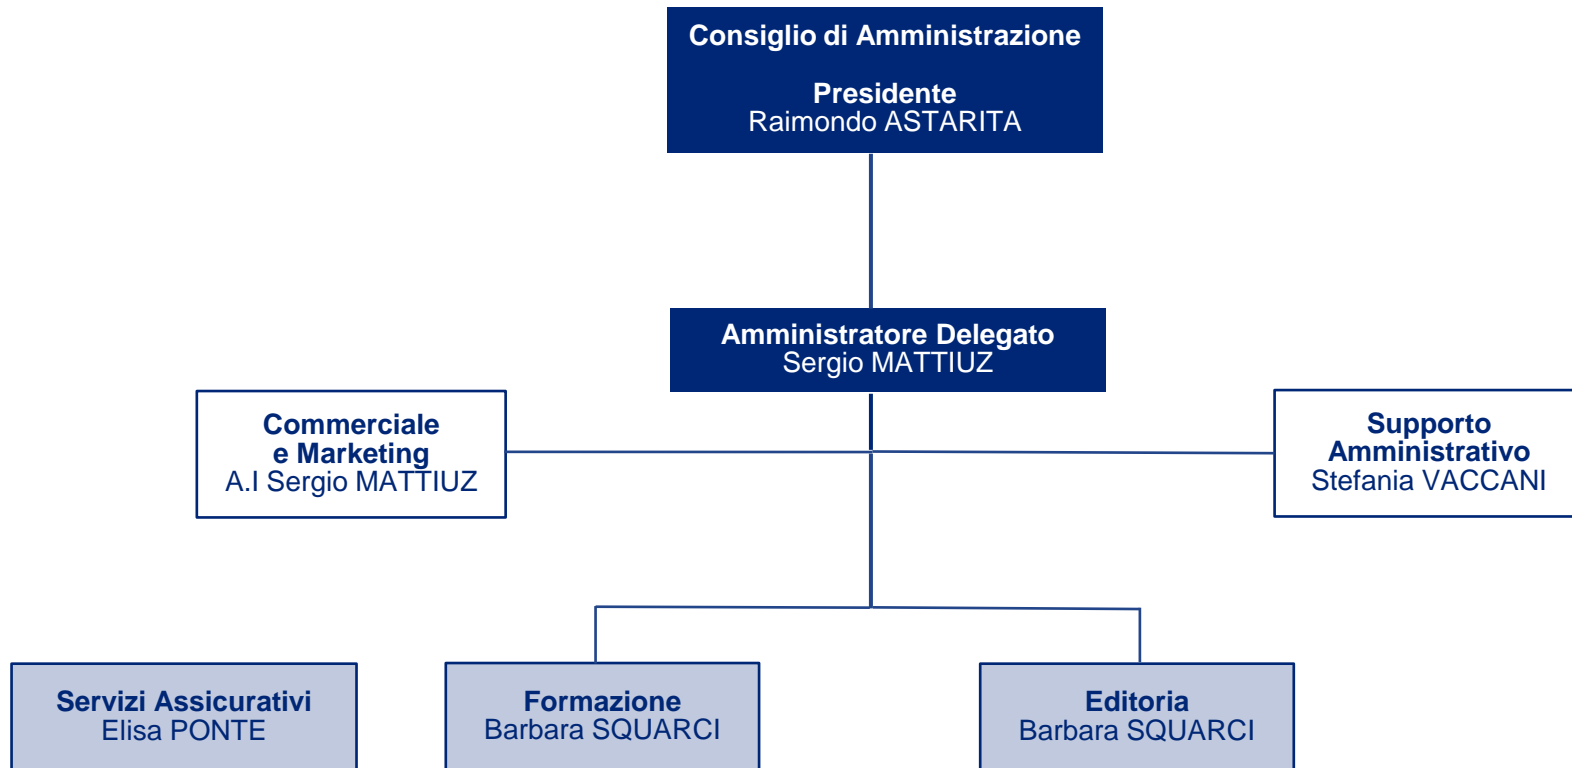 Consiglio di Amministrazione
Presidente
Raimondo ASTARITA
Amministratore Delegato
Sergio MATTIUZ
Commerciale
e Marketing
A.I Sergio MATTIUZ
Supporto
Amministrativo
Stefania VACCANI
Servizi Assicurativi
Elisa PONTE
Formazione
Barbara SQUARCI
Editoria
Barbara SQUARCI